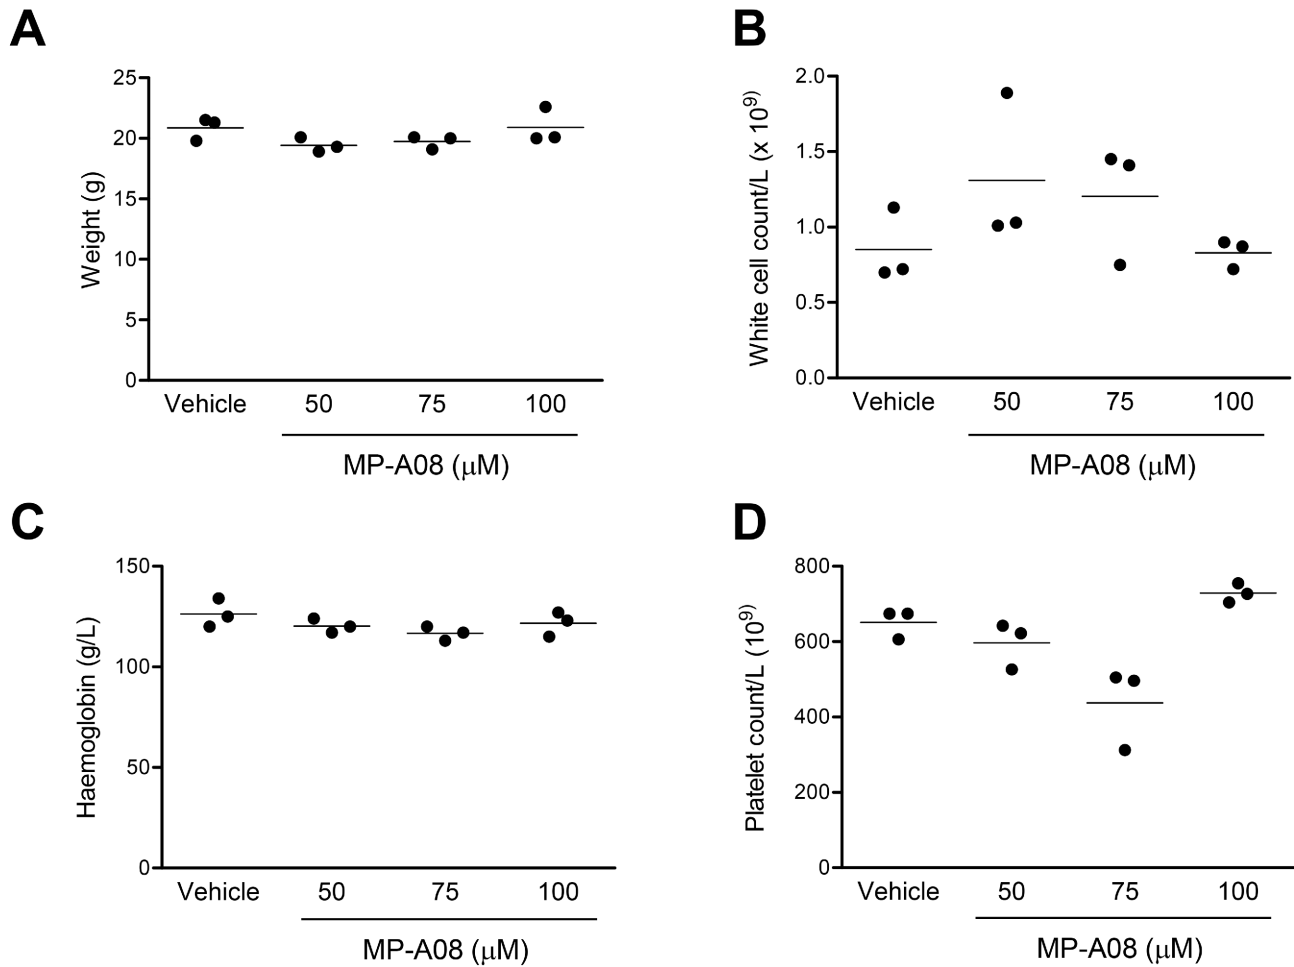 A
Weight (g)
25
20
15
10
5
0
Vehicle 50 75 100
MP-A08 (μM)
B
White cell count/L (x 10⁹)
2.0
1.5
1.0
0.5
0.0
Vehicle 50 75 100
MP-A08 (μM)
C
Haemoglobin (g/L)
150
100
50
0
Vehicle 50 75 100
MP-A08 (μM)
D
Platelet count/L (10⁹)
800
600
400
200
0
Vehicle 50 75 100
MP-A08 (μM)